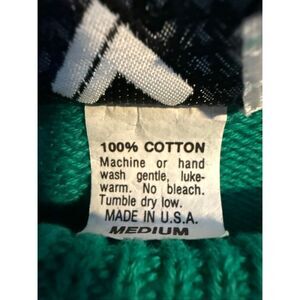 100% COTTON
Machine or hand
wash gentle, luke-
warm. No bleach.
Tumble dry low.
MADE IN U.S.A.
MEDIUM